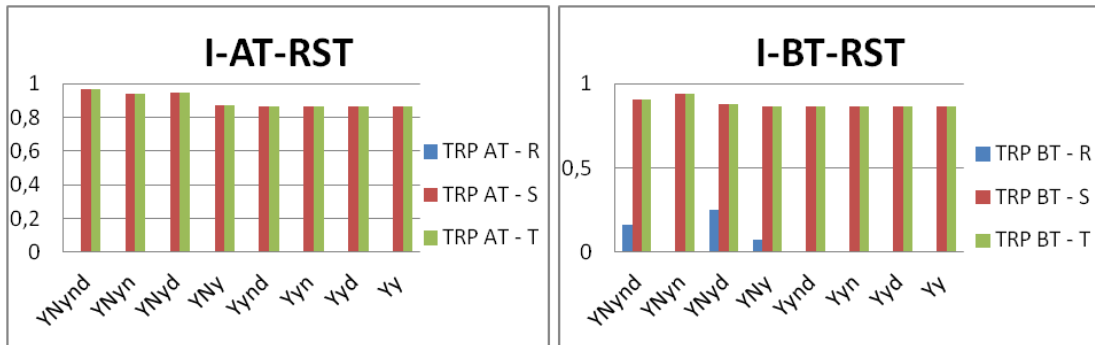 I-AT-RST
1
0,8
0,6
0,4
0,2
0
YNynd
YNyn
YNyd
YNy
Yynd
Yyn
Yyd
Yy
TRP AT - R
TRP AT - S
TRP AT - T
I-BT-RST
1
0,5
0
YNynd
YNyn
YNyd
YNy
Yynd
Yyn
Yyd
Yy
TRP BT - R
TRP BT - S
TRP BT - T